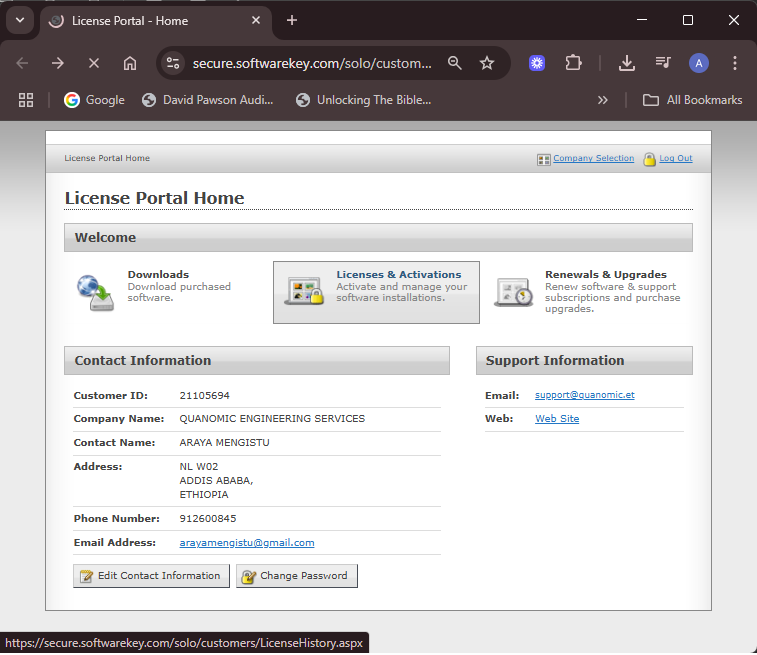 License Portal - Home
secure.softwarekey.com/solo/custom...
A
Google
David Pawson Audi...
Unlocking The Bible...
All Bookmarks
License Portal Home
Company Selection
Log Out
License Portal Home
Welcome
Downloads
Download purchased
software.
Licenses & Activations
Activate and manage your
software installations.
Renewals & Upgrades
Renew software & support
subscriptions and purchase
upgrades.
Contact Information
Customer ID: 21105694
Company Name: QUANOMIC ENGINEERING SERVICES
Contact Name: ARAYA MENGISTU
Address: NL W02
ADDIS ABABA,
ETHIOPIA
Phone Number: 912600845
Email Address: arayamengistu@gmail.com
Edit Contact Information
Change Password
Support Information
Email: support@quanomic.et
Web: Web Site
https://secure.softwarekey.com/solo/customers/LicenseHistory.aspx